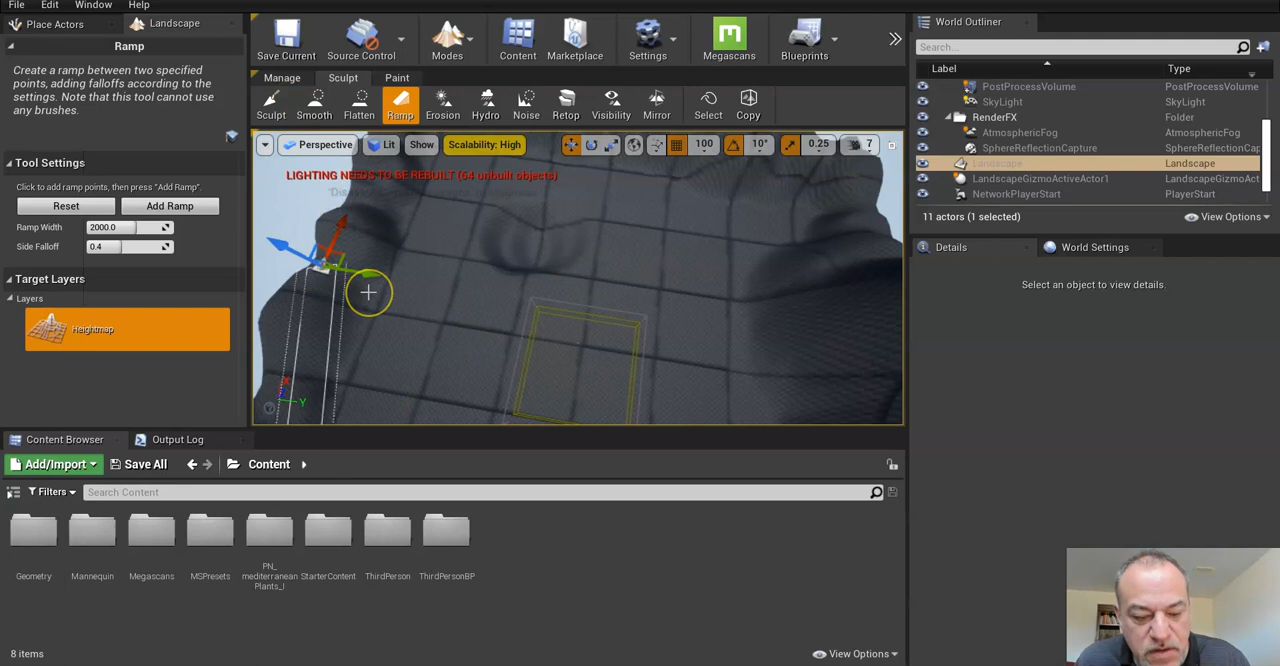 File Edit Window Help
Place Actors
Landscape
Ramp
Create a ramp between two specified
points, adding falloffs according to the
settings. Note that this tool cannot use
any brushes.
Tool Settings
Click to add ramp points, then press "Add Ramp".
Reset
Add Ramp
Ramp Width 2000.0
Side Falloff 0.4
Target Layers
Layers
Heightmap
Save Current
Source Control
Modes
Content
Marketplace
Settings
Megascans
Blueprints
Manage Sculpt Paint
Sculpt Smooth Flatten Ramp Erosion Hydro Noise Retop Visibility Mirror Select Copy
Perspective Lit Show Scalability: High 100 10° 0.25 7
LIGHTING NEEDS TO BE REBUILT (64 unbuilt objects)
X
Z
Y
World Outliner
Search...
Label Type
PostProcessVolume PostProcessVolume
SkyLight SkyLight
RenderFX Folder
AtmosphericFog AtmosphericFog
SphereReflectionCapture SphereReflectionCap
Landscape Landscape
LandscapeGizmoActiveActor1 LandscapeGizmoAct
NetworkPlayerStart PlayerStart
11 actors (1 selected) View Options
Details
World Settings
Select an object to view details.
Content Browser
Output Log
Add/Import Save All Content
Filters Search Content
Geometry
Mannequin
Megascans
MSPresets
PN_
mediterranean
Plants_I
StarterContent
ThirdPerson
ThirdPersonBP
8 items
View Options